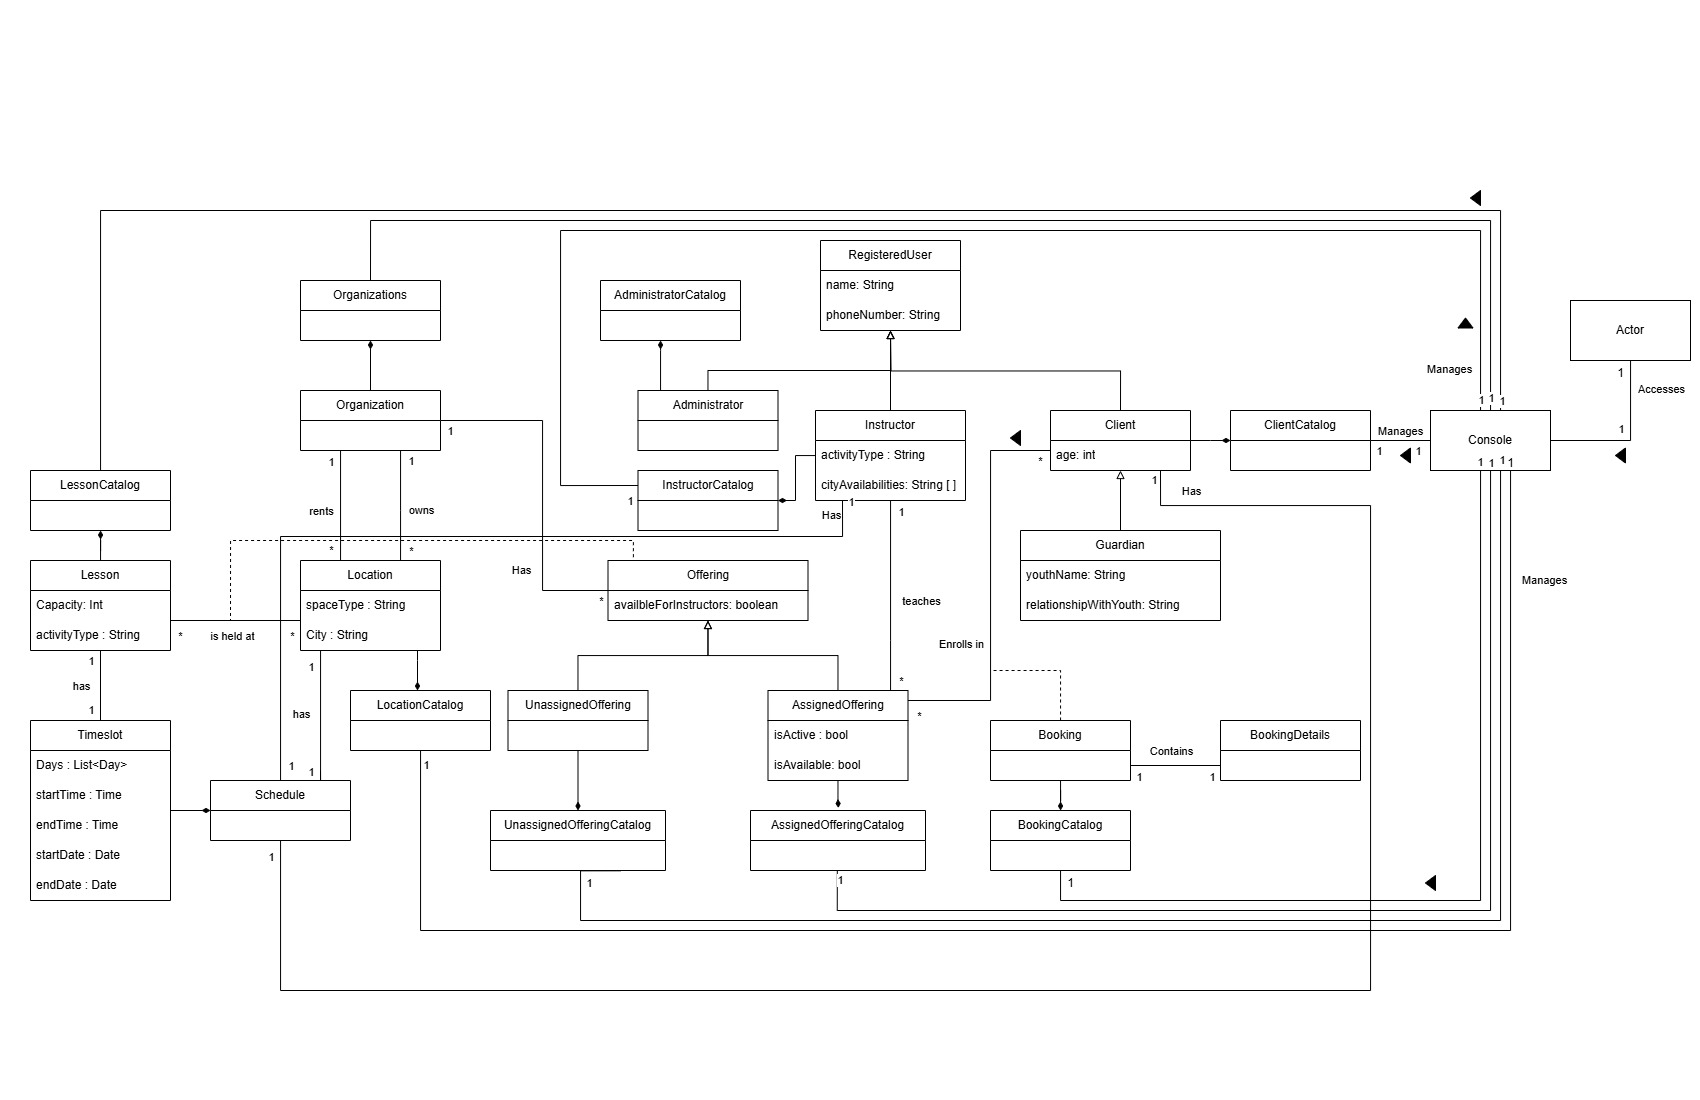 RegisteredUser
name: String
phoneNumber: String
Organizations
AdministratorCatalog
Actor
1
Accesses
1
Manages
1
1
1
Organization
1
Administrator
Instructor
activityType : String
cityAvailabilities: String [ ]
Client
age: int
*
ClientCatalog
Manages
1
1
Console
1
1
1
1
1
1
rents
owns
*
*
LessonCatalog
InstructorCatalog
1
Has
1
1
1
Has
Guardian
youthName: String
relationshipWithYouth: String
Manages
Lesson
Capacity: Int
activityType : String
*
is held at
*
Location
spaceType : String
City : String
Has
*
Offering
availbleForInstructors: boolean
teaches
Enrolls in
*
*
1
has
1
1
has
1
1
LocationCatalog
1
UnassignedOffering
AssignedOffering
isActive : bool
isAvailable: bool
Booking
Contains
1
1
BookingDetails
Timeslot
Days : List<Day>
startTime : Time
endTime : Time
startDate : Date
endDate : Date
Schedule
1
UnassignedOfferingCatalog
1
AssignedOfferingCatalog
1
BookingCatalog
1